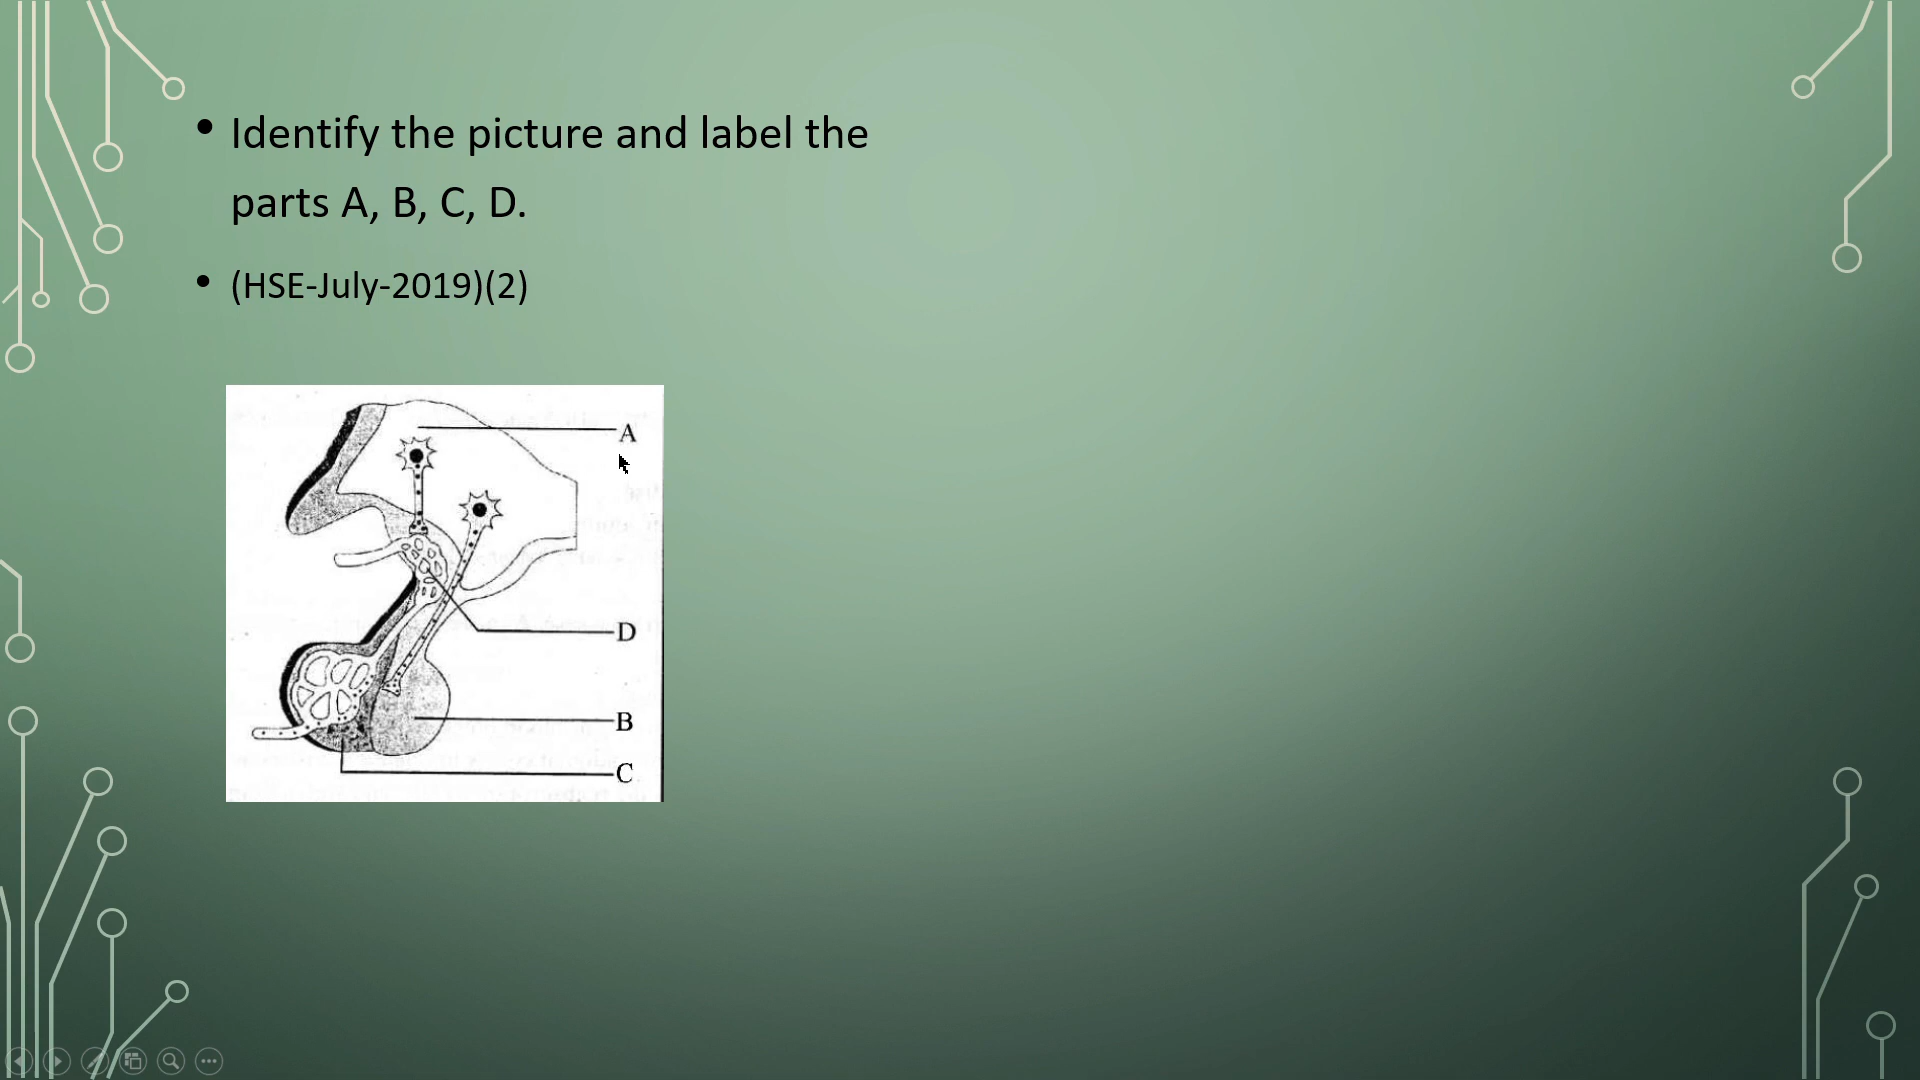 • Identify the picture and label the
parts A, B, C, D.
• (HSE-July-2019)(2)
A
D
B
C